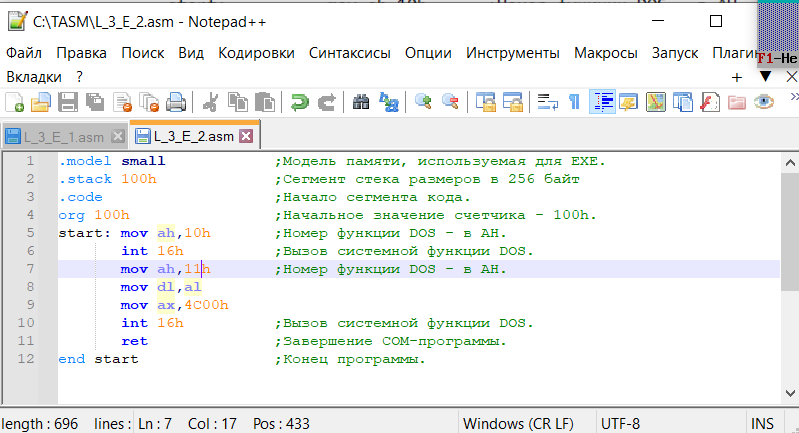 C:\TASM\L_3_E_2.asm - Notepad++
F1-He
Файл Правка Поиск Вид Кодировки Синтаксисы Опции Инструменты Макросы Запуск Плагин
Вкладки ?
L_3_E_1.asm L_3_E_2.asm
1 .model small ;Модель памяти, используемая для EXE.
2 .stack 100h ;Сегмент стека размеров в 256 байт
3 .code ;Начало сегмента кода.
4 org 100h ;Начальное значение счетчика - 100h.
5 start: mov ah,10h ;Номер функции DOS - в AH.
6 int 16h ;Вызов системной функции DOS.
7 mov ah,11h ;Номер функции DOS - в AH.
8 mov dl,al
9 mov ax,4C00h
10 int 16h ;Вызов системной функции DOS.
11 ret ;Завершение COM-программы.
12 end start ;Конец программы.
length : 696 lines : Ln : 7 Col : 17 Pos : 433 Windows (CR LF) UTF-8 INS